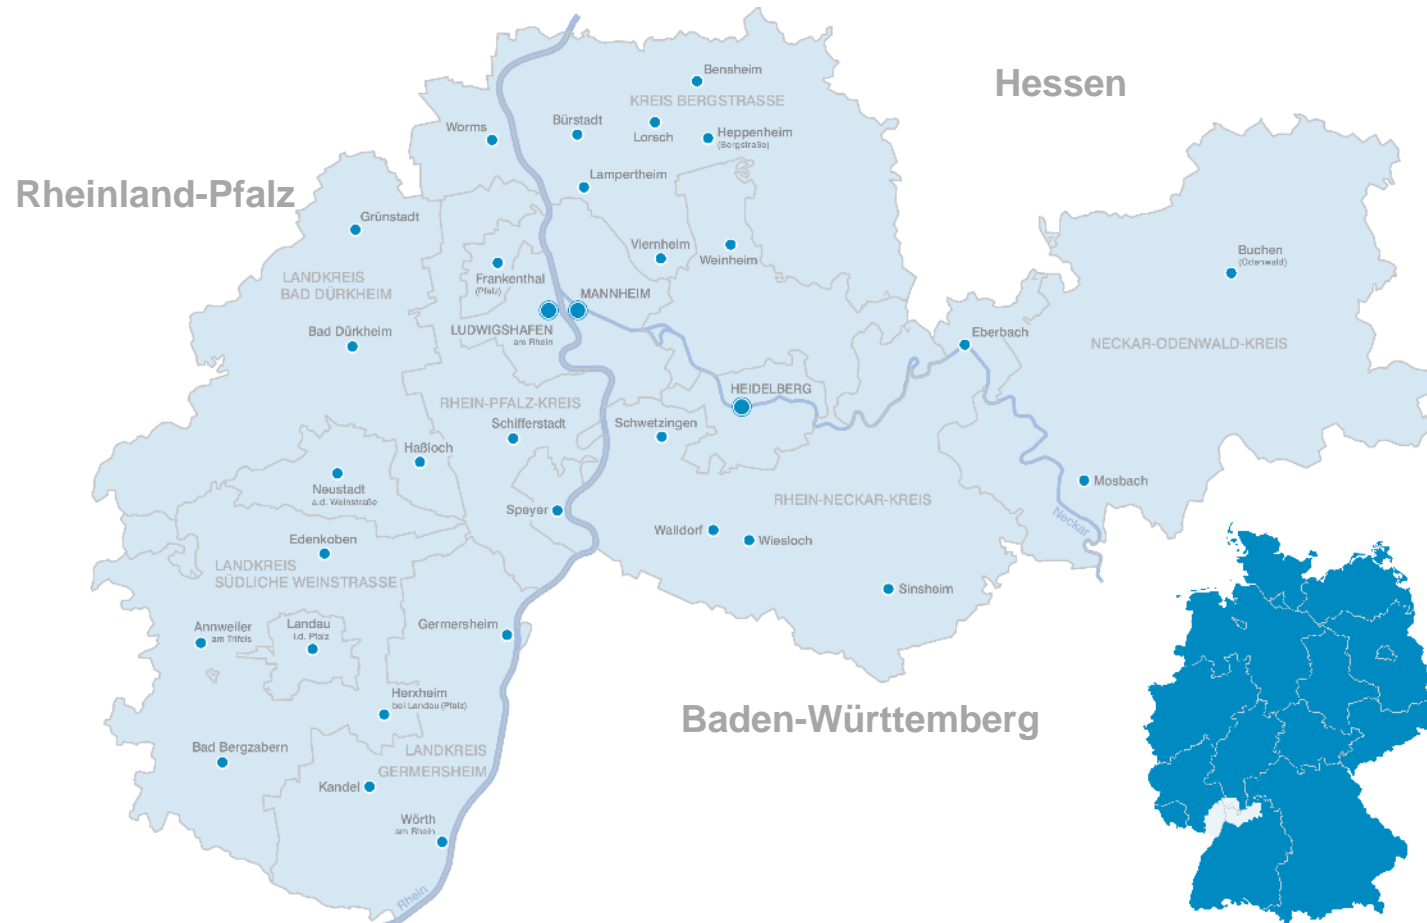 Bensheim
Hessen
KREIS BERGSTRASSE
Worms
Bürstadt
Lorsch
Heppenheim
(Bergstraße)
Lampertheim
Rheinland-Pfalz
Grünstadt
Viernheim
Weinheim
Buchen
(Odenwald)
LANDKREIS
BAD DÜRKHEIM
Frankenthal
(Pfalz)
MANNHEIM
LUDWIGSHAFEN
am Rhein
Bad Dürkheim
Eberbach
NECKAR-ODENWALD-KREIS
HEIDELBERG
RHEIN-PFALZ-KREIS
Schifferstadt
Schwetzingen
Haßloch
Neustadt
a.d. Weinstraße
RHEIN-NECKAR-KREIS
Mosbach
Speyer
Neckar
Walldorf
Wiesloch
Edenkoben
LANDKREIS
SÜDLICHE WEINSTRASSE
Sinsheim
Annweiler
am Trifels
Landau
i.d. Pfalz
Germersheim
Herxheim
bei Landau (Pfalz)
Baden-Württemberg
Bad Bergzabern
LANDKREIS
GERMERSHEIM
Kandel
Wörth
am Rhein
Rhein